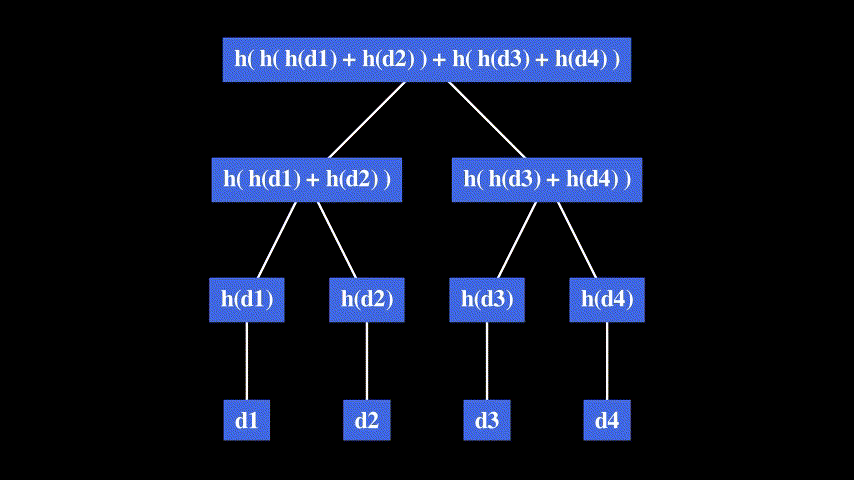 h( h( h(d1) + h(d2) ) + h( h(d3) + h(d4) )
h( h(d1) + h(d2) )
h( h(d3) + h(d4) )
h(d1)
h(d2)
h(d3)
h(d4)
d1
d2
d3
d4